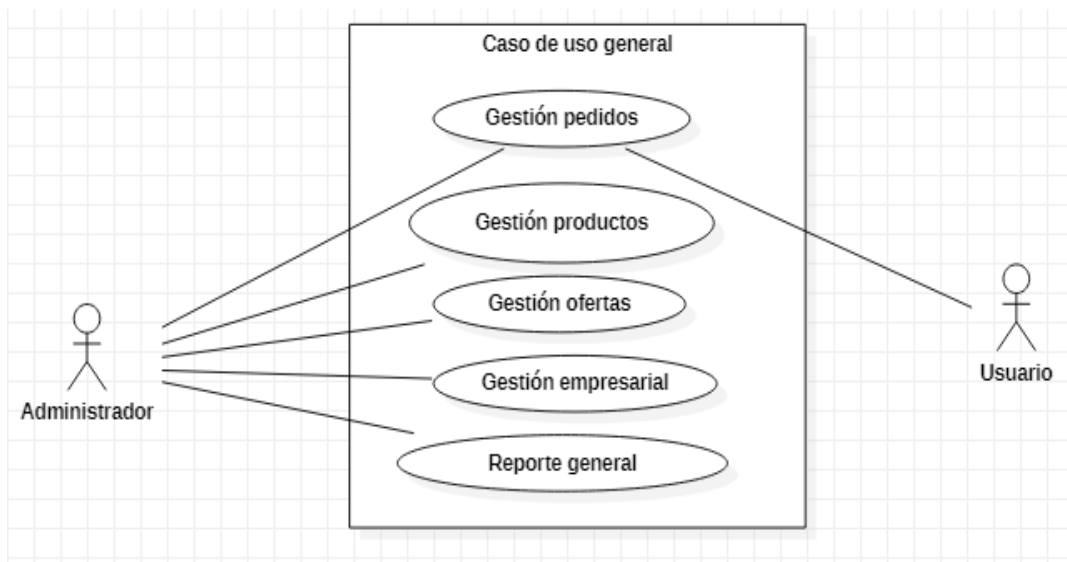 Caso de uso general
Gestión pedidos
Gestión productos
Gestión ofertas
Gestión empresarial
Reporte general
Administrador
Usuario